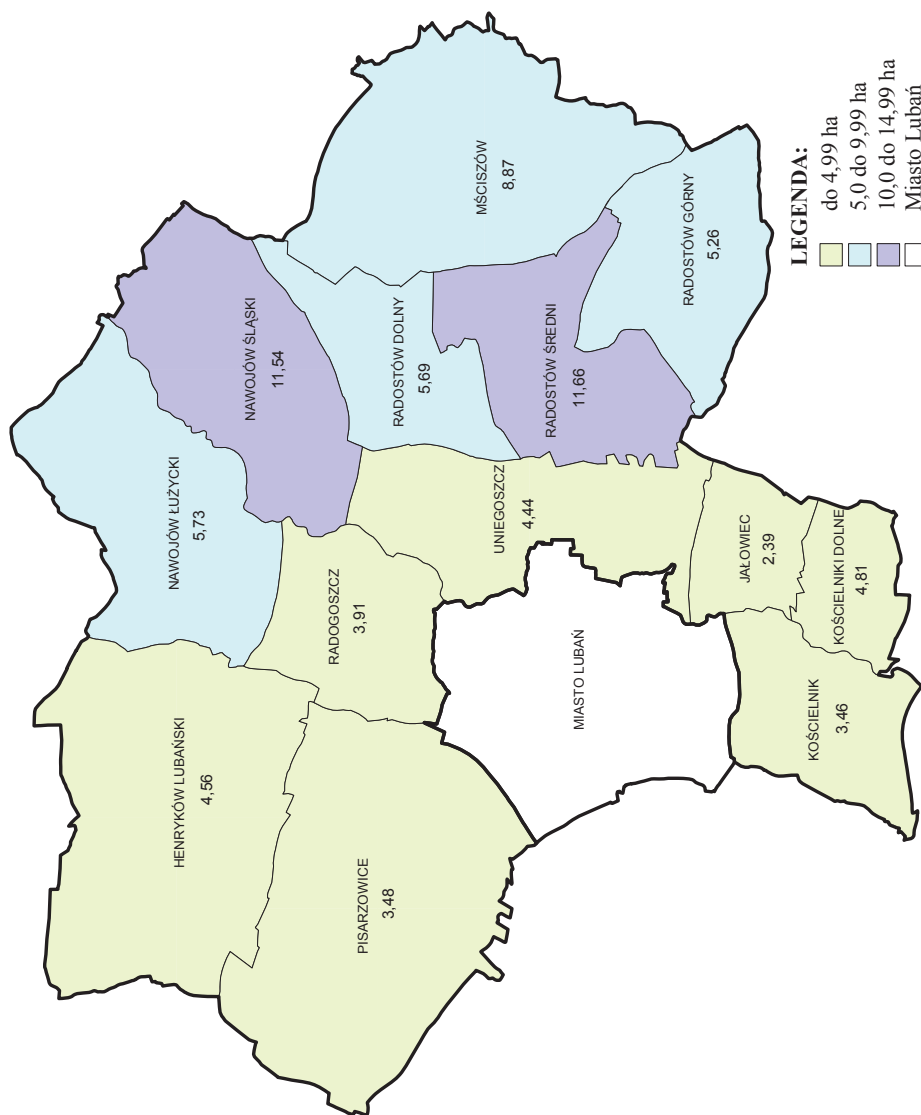 HENRYKÓW LUBAŃSKI
4,56
NAWOJÓW ŁUŻYCKI
5,73
NAWOJÓW ŚLĄSKI
11,54
PISARZOWICE
3,48
RADOGOSZCZ
3,91
RADOSTÓW DOLNY
5,69
MŚCISZÓW
8,87
UNIEGOSZCZ
4,44
RADOSTÓW ŚREDNI
11,66
MIASTO LUBAŃ
RADOSTÓW GÓRNY
5,26
JAŁOWIEC
2,39
KOŚCIELNIK
3,46
KOŚCIELNIKI DOLNE
4,81
LEGENDA:
do 4,99 ha
5,0 do 9,99 ha
10,0 do 14,99 ha
Miasto Lubań